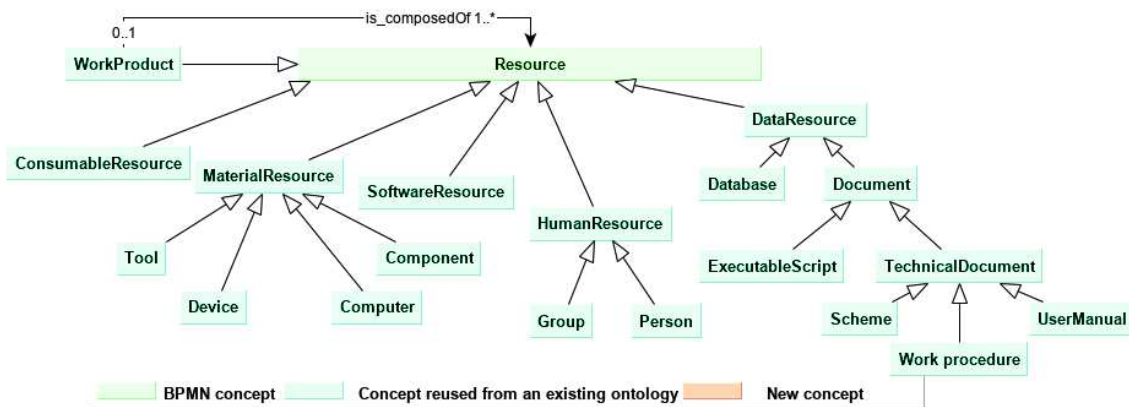 is_composedOf 1..*
0..1
WorkProduct
Resource
DataResource
ConsumableResource
MaterialResource
SoftwareResource
Database
Document
HumanResource
Tool
Component
ExecutableScript
TechnicalDocument
Device
Computer
Group
Person
Scheme
UserManual
Work procedure
BPMN concept
Concept reused from an existing ontology
New concept